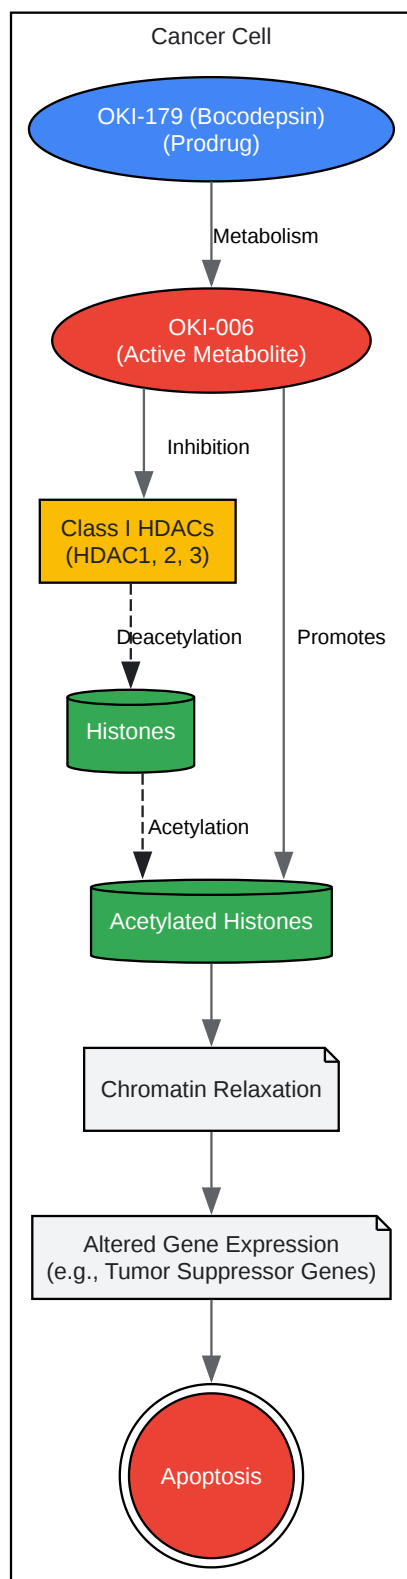 Cancer Cell
OKI-179 (Bocodepsin)
(Prodrug)
Metabolism
OKI-006
(Active Metabolite)
Inhibition
Class I HDACs
(HDAC1, 2, 3)
Deacetylation
Promotes
Histones
Acetylation
Acetylated Histones
Chromatin Relaxation
Altered Gene Expression
(e.g., Tumor Suppressor Genes)
Apoptosis